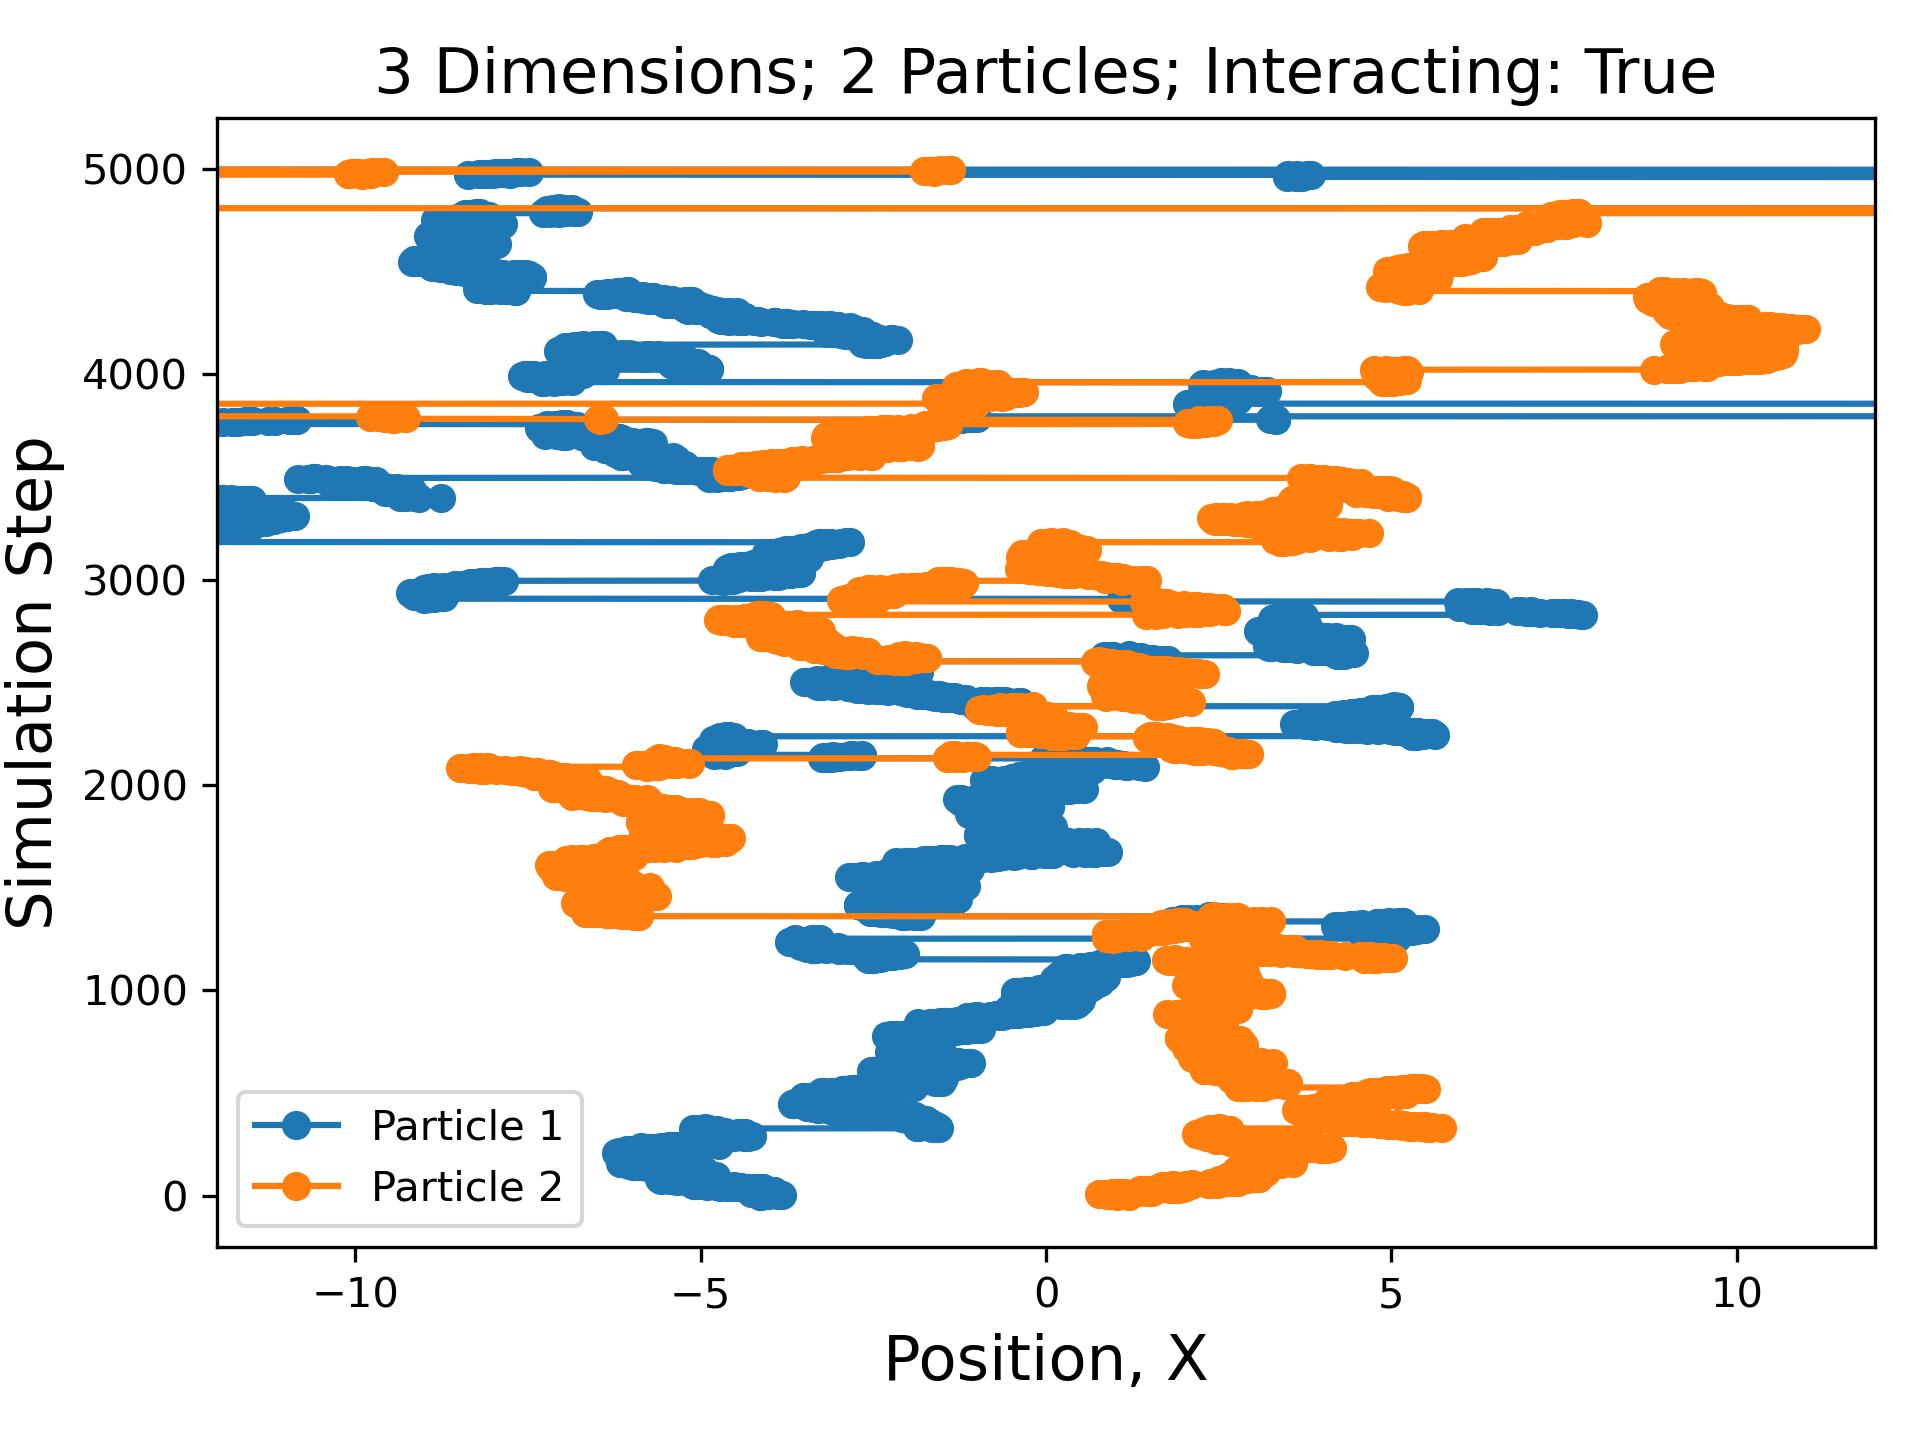 3 Dimensions; 2 Particles; Interacting: True
Simulation Step
5000
4000
3000
2000
1000
0
Particle 1
Particle 2
−10
−5
0
5
10
Position, X